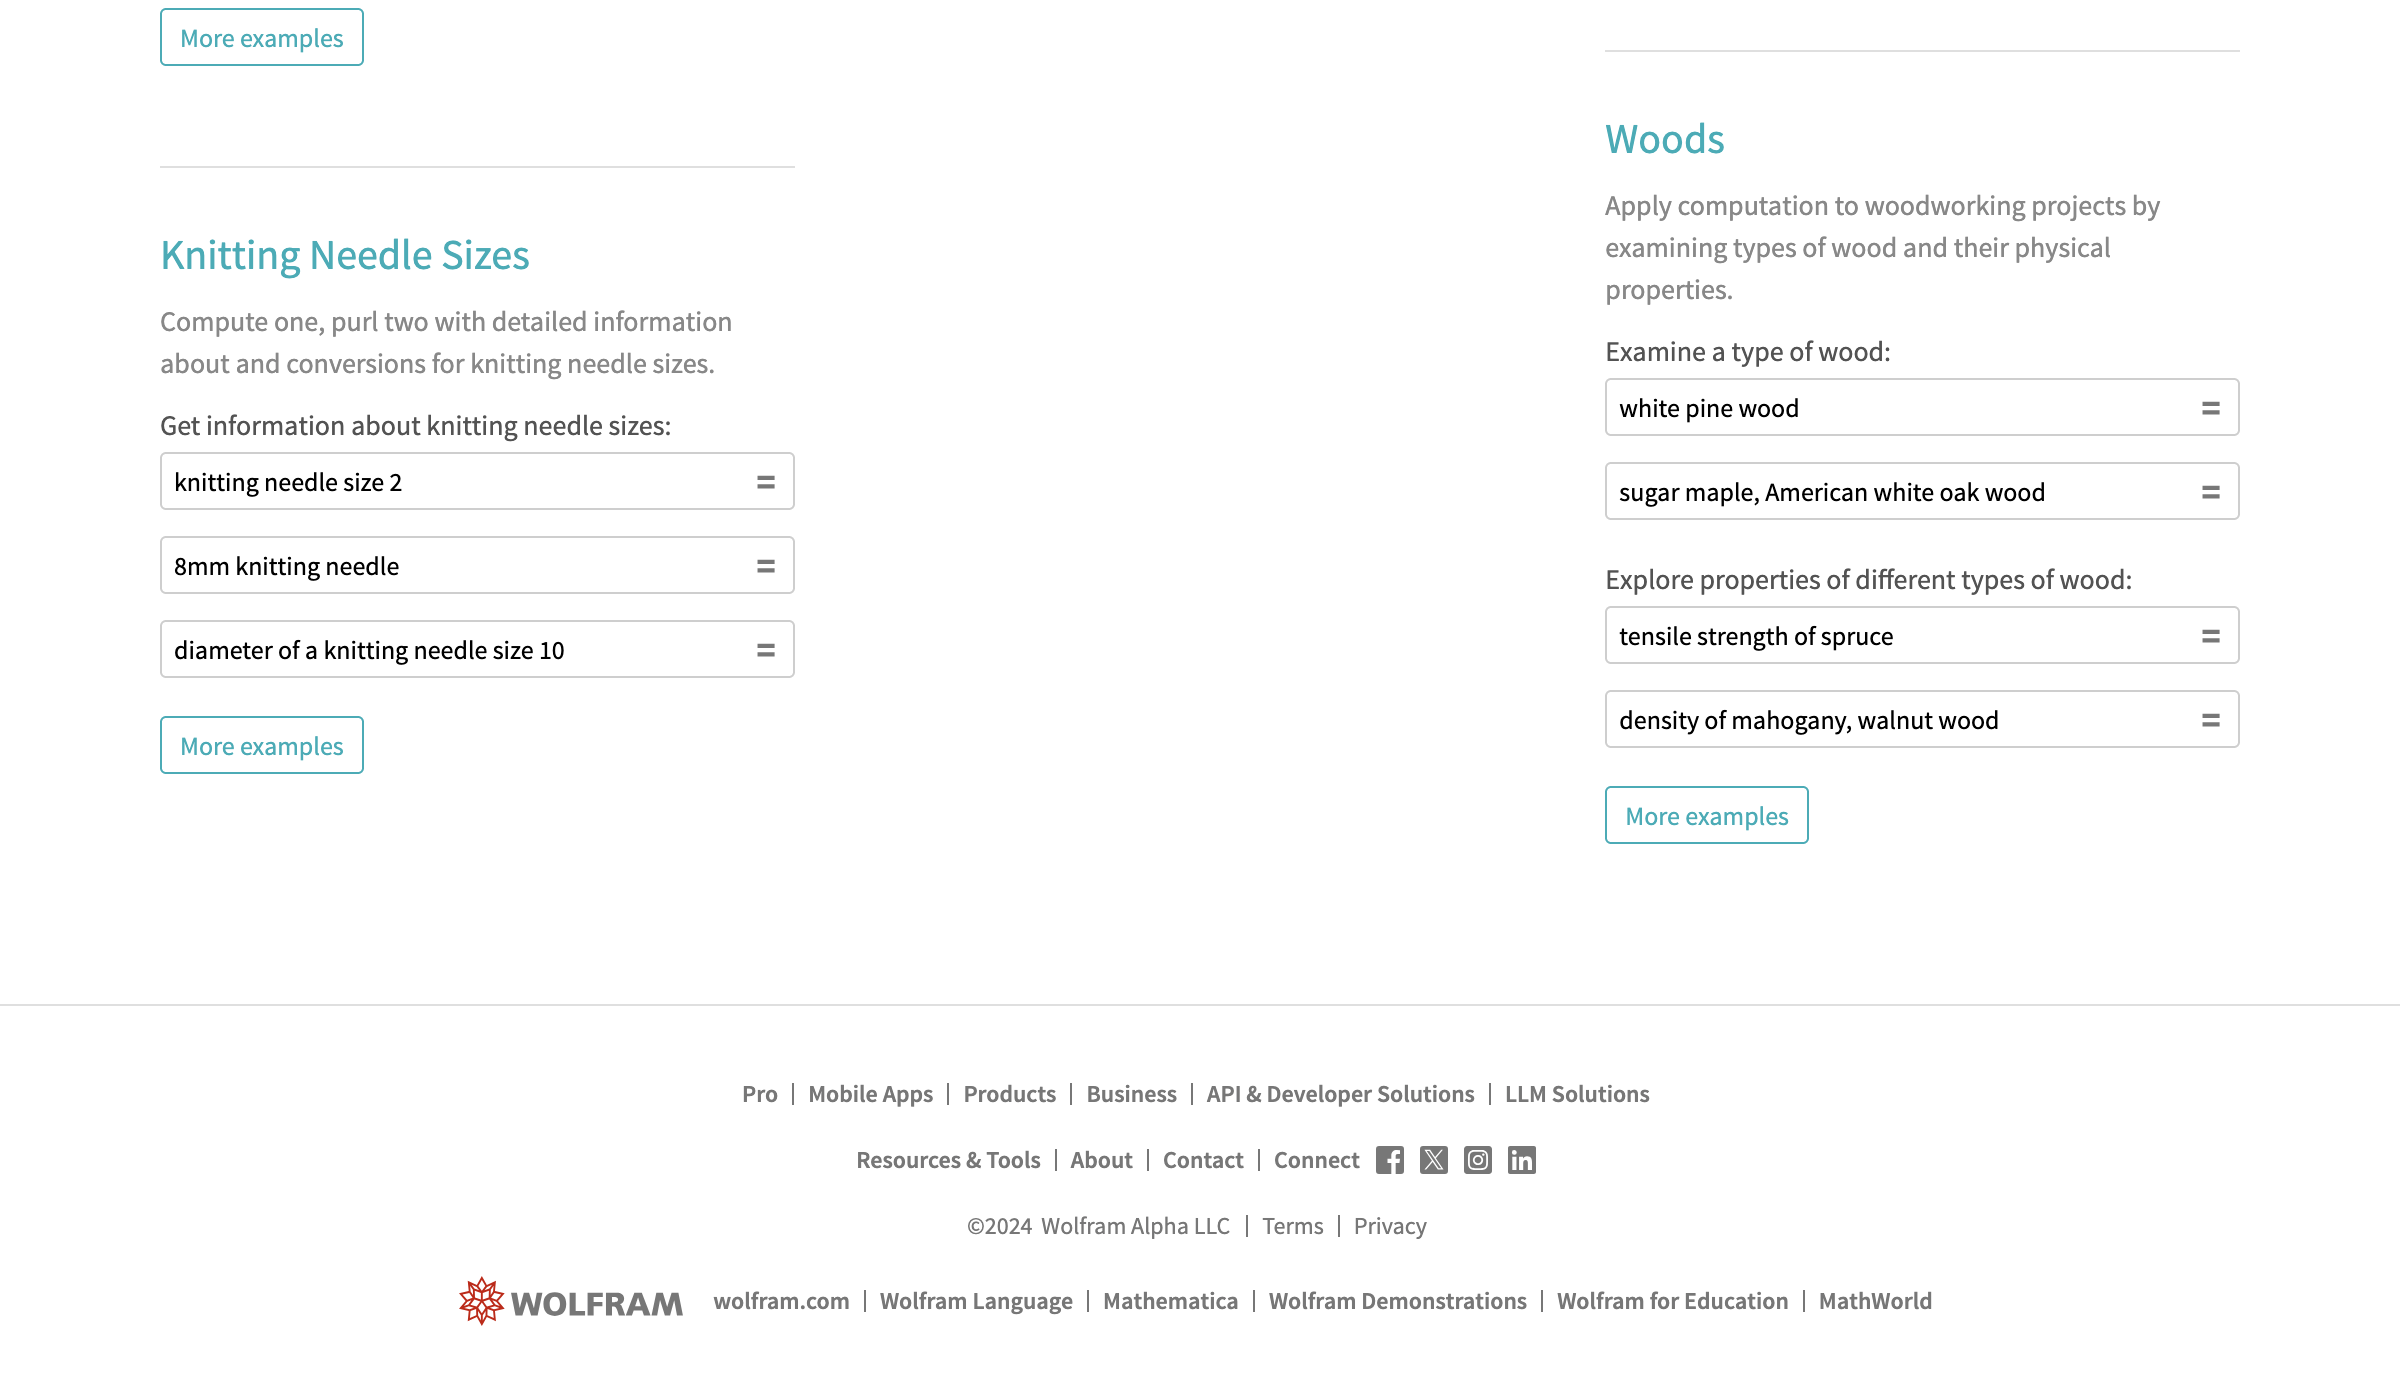 More examples
Knitting Needle Sizes
Compute one, purl two with detailed information
about and conversions for knitting needle sizes.
Get information about knitting needle sizes:
knitting needle size 2
8mm knitting needle
diameter of a knitting needle size 10
More examples
Woods
Apply computation to woodworking projects by
examining types of wood and their physical
properties.
Examine a type of wood:
white pine wood
sugar maple, American white oak wood
Explore properties of different types of wood:
tensile strength of spruce
density of mahogany, walnut wood
More examples
Pro | Mobile Apps | Products | Business | API & Developer Solutions | LLM Solutions
Resources & Tools | About | Contact | Connect
©2024 Wolfram Alpha LLC | Terms | Privacy
WOLFRAM wolfram.com | Wolfram Language | Mathematica | Wolfram Demonstrations | Wolfram for Education | MathWorld